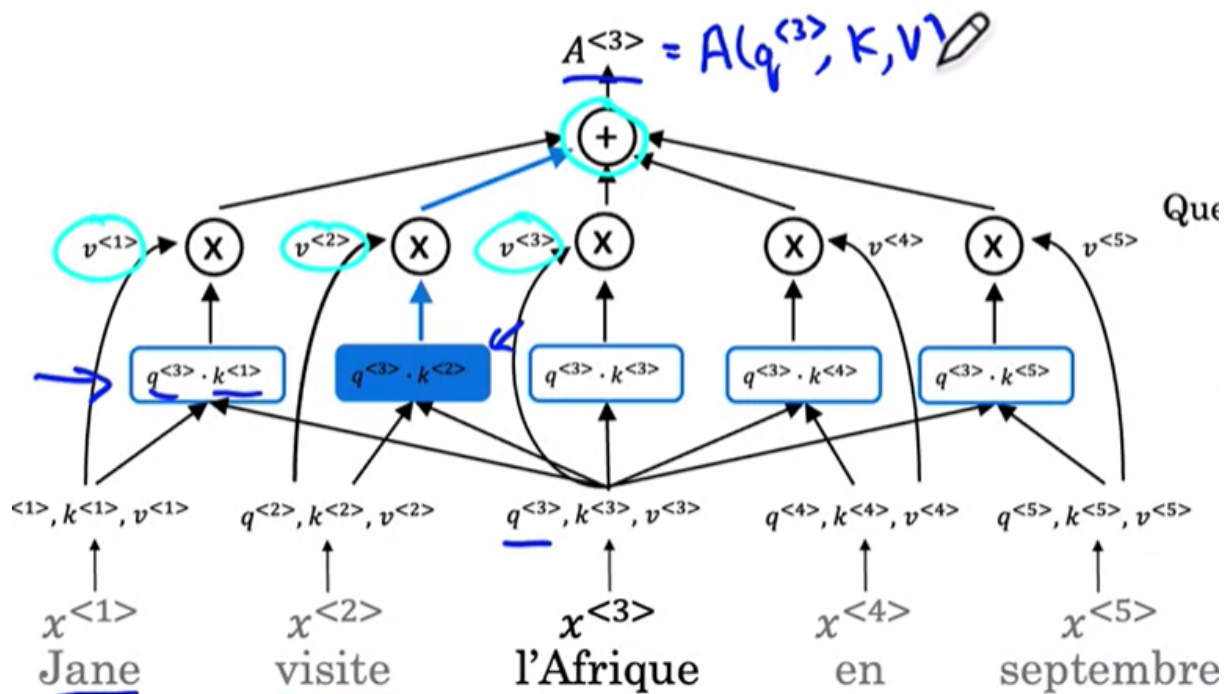 A<3> = A(q<3>, K, V)
+
Que
v<1> X v<2> X v<3> X X v<4> X v<5>
q<3> · k<1> q<3> · k<2> q<3> · k<3> q<3> · k<4> q<3> · k<5>
<1>, k<1>, v<1> q<2>, k<2>, v<2> q<3>, k<3>, v<3> q<4>, k<4>, v<4> q<5>, k<5>, v<5>
x<1> x<2> x<3> x<4> x<5>
Jane visite l'Afrique en septembre